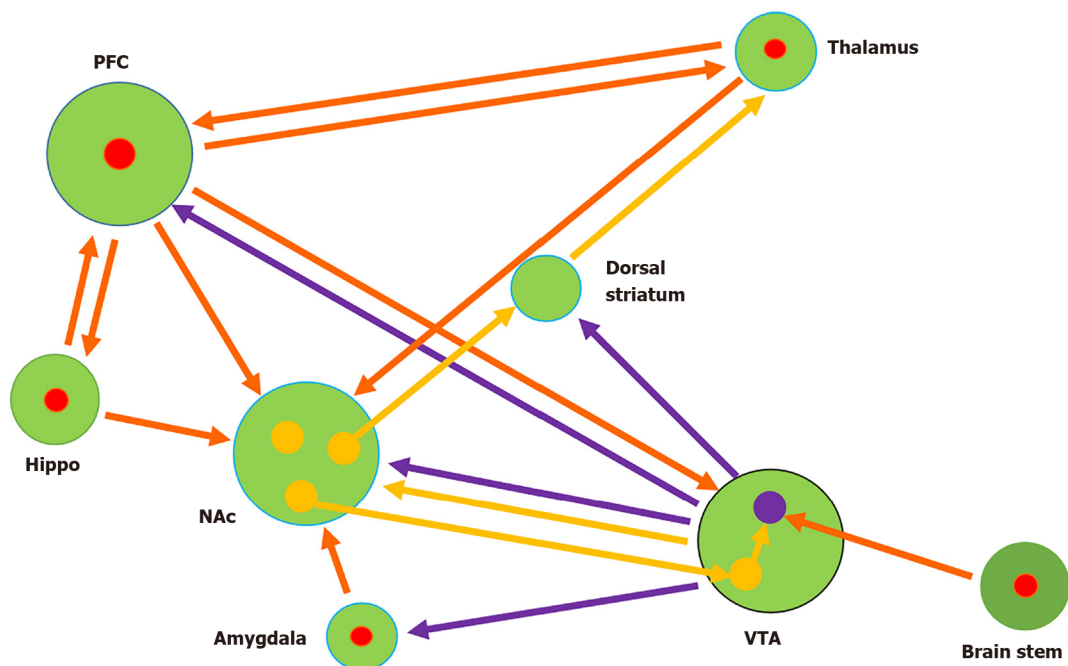 PFC
Thalamus
Dorsal
striatum
Hippo
NAc
Amygdala
VTA
Brain stem